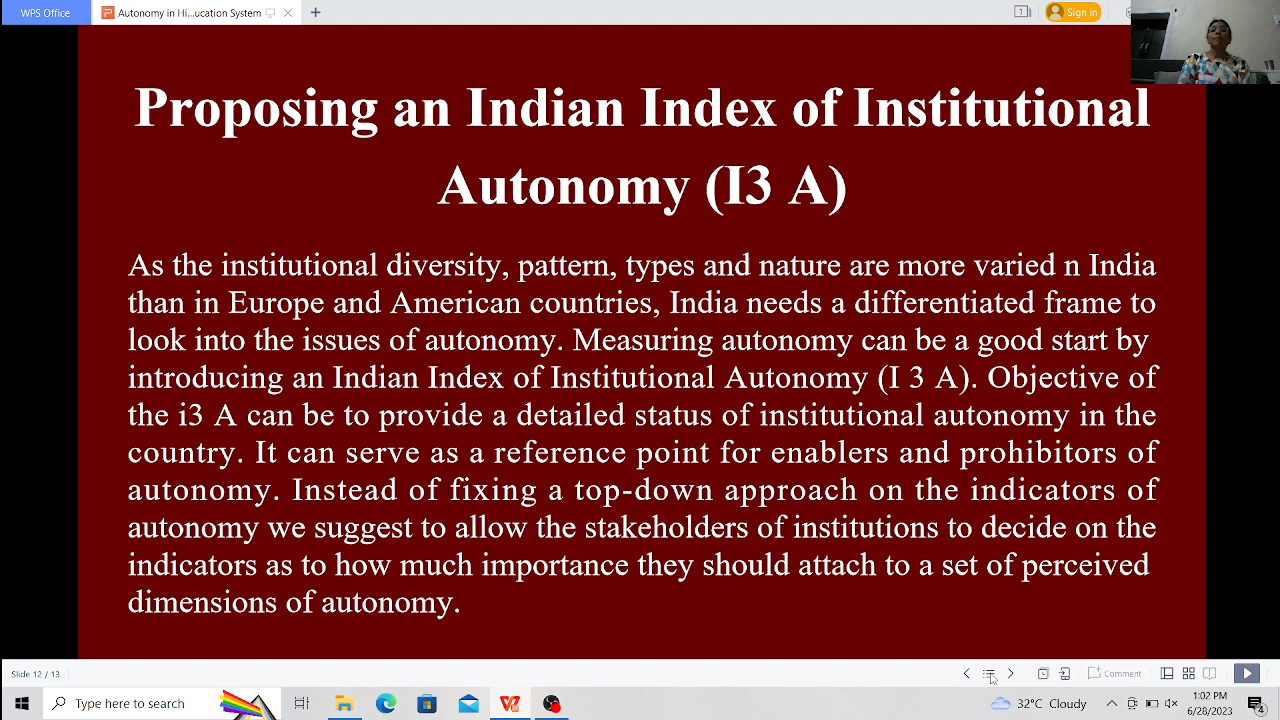 WPS Office
Autonomy in Hi...ucation System
1
Sign in
Proposing an Indian Index of Institutional
Autonomy (I3 A)
As the institutional diversity, pattern, types and nature are more varied n India
than in Europe and American countries, India needs a differentiated frame to
look into the issues of autonomy. Measuring autonomy can be a good start by
introducing an Indian Index of Institutional Autonomy (I 3 A). Objective of
the i3 A can be to provide a detailed status of institutional autonomy in the
country. It can serve as a reference point for enablers and prohibitors of
autonomy. Instead of fixing a top-down approach on the indicators of
autonomy we suggest to allow the stakeholders of institutions to decide on the
indicators as to how much importance they should attach to a set of perceived
dimensions of autonomy.
Slide 12 / 13
Comment
Type here to search
32°C Cloudy
1:02 PM
6/28/2023
4